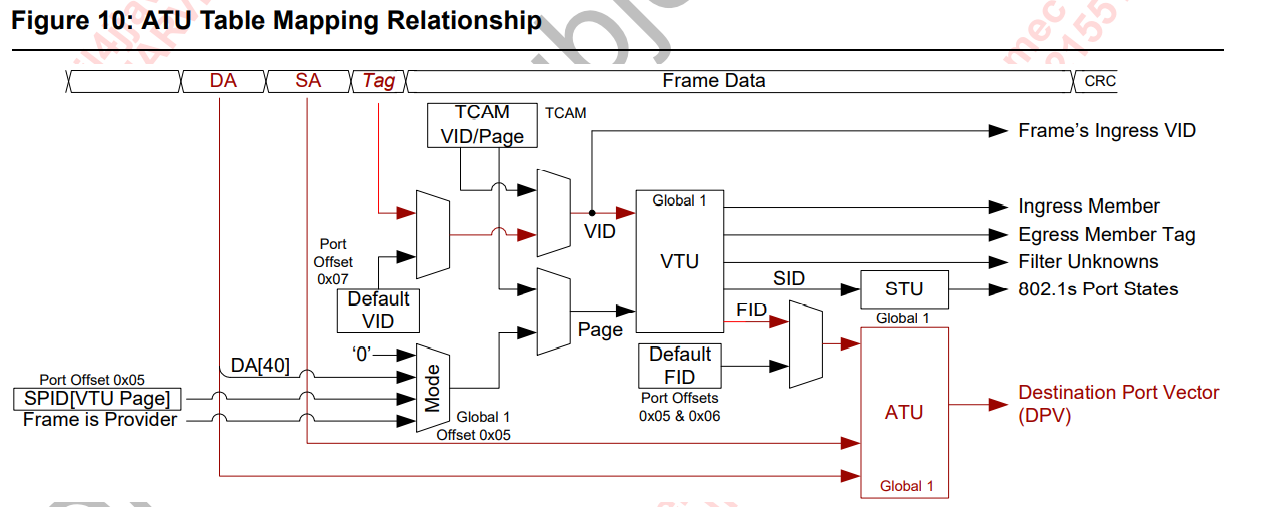 Figure 10: ATU Table Mapping Relationship
DA SA Tag Frame Data CRC
TCAM
VID/Page
TCAM
Frame's Ingress VID
Global 1
Ingress Member
VID
Port
Offset
0x07
Egress Member Tag
VTU
Filter Unknowns
SID
STU
802.1s Port States
Default
VID
FID
Global 1
Page
'0'
DA[40]
Mode
Default
FID
Port Offset 0x05
SPID[VTU Page]
Frame is Provider
Port Offsets
0x05 & 0x06
Global 1
Offset 0x05
ATU
Destination Port Vector
(DPV)
Global 1